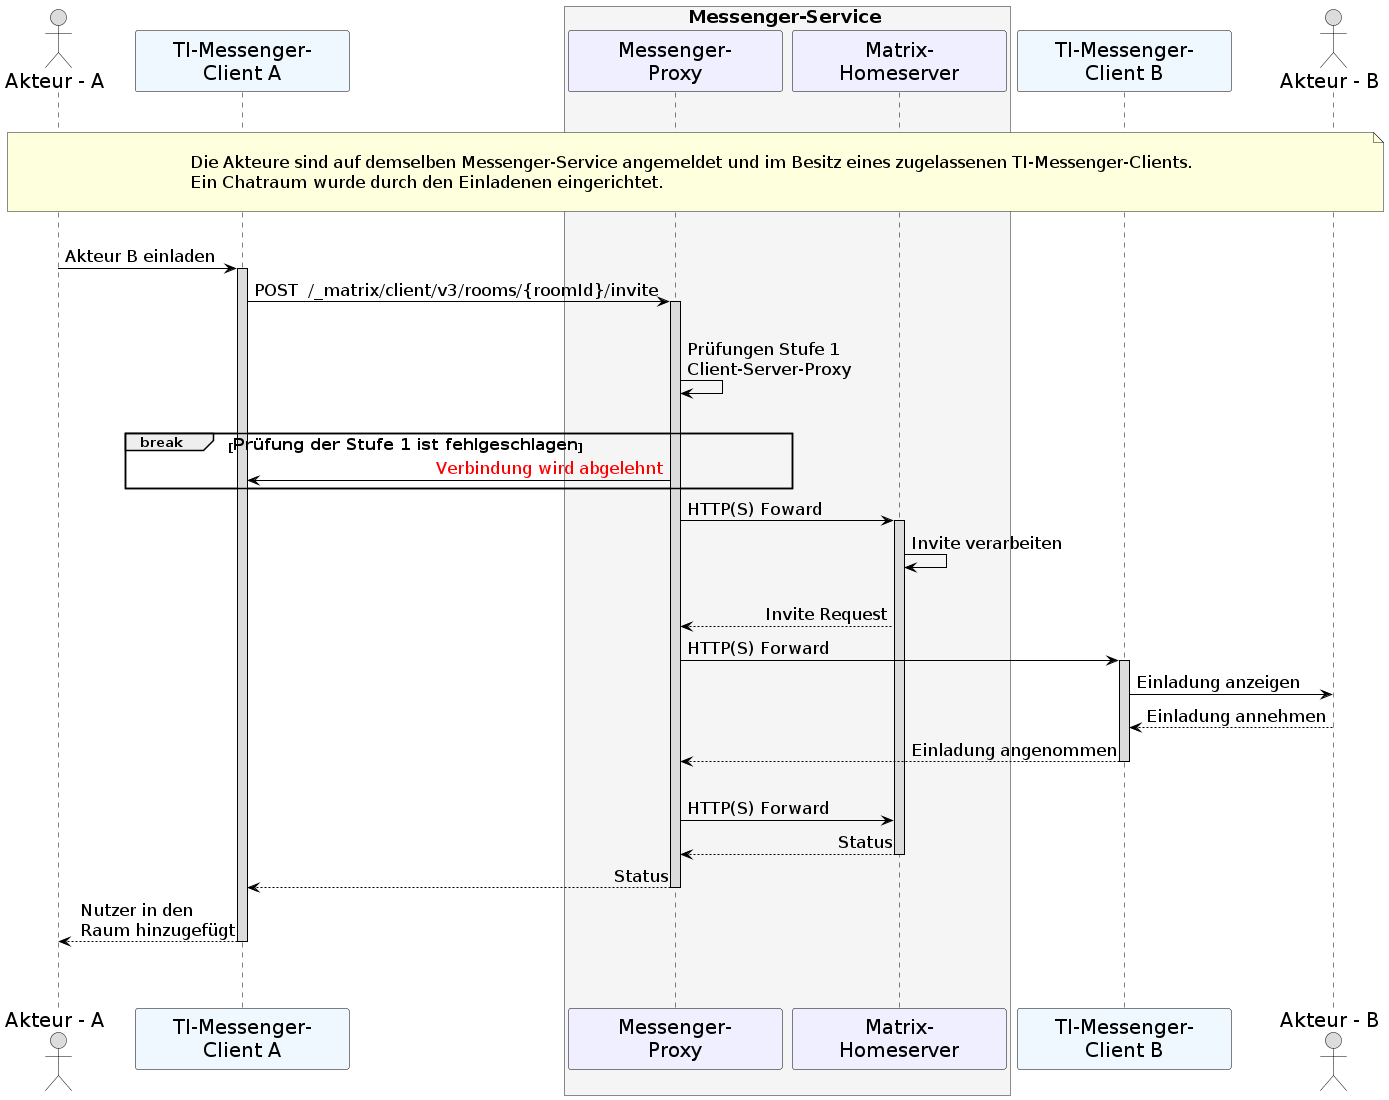 Messenger-Service
Akteur - A
TI-Messenger-
Client A
Messenger-
Proxy
Matrix-
Homeserver
TI-Messenger-
Client B
Akteur - B
Die Akteure sind auf demselben Messenger-Service angemeldet und im Besitz eines zugelassenen TI-Messenger-Clients.
Ein Chatraum wurde durch den Einladenen eingerichtet.
Akteur B einladen
POST  /_matrix/client/v3/rooms/{roomId}/invite
Prüfungen Stufe 1
Client-Server-Proxy
break [Prüfung der Stufe 1 ist fehlgeschlagen]
Verbindung wird abgelehnt
HTTP(S) Foward
Invite verarbeiten
Invite Request
HTTP(S) Forward
Einladung anzeigen
Einladung annehmen
Einladung angenommen
HTTP(S) Forward
Status
Status
Nutzer in den
Raum hinzugefügt
Akteur - A
TI-Messenger-
Client A
Messenger-
Proxy
Matrix-
Homeserver
TI-Messenger-
Client B
Akteur - B